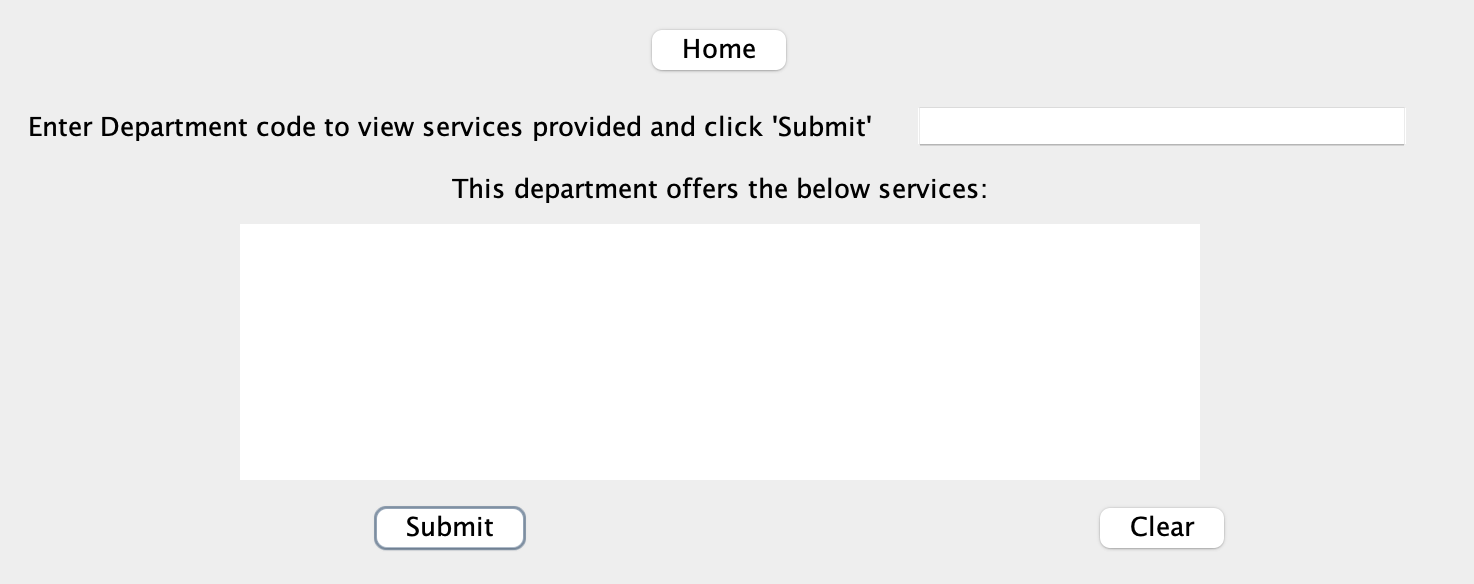 Home
Enter Department code to view services provided and click 'Submit'
This department offers the below services:
Submit
Clear